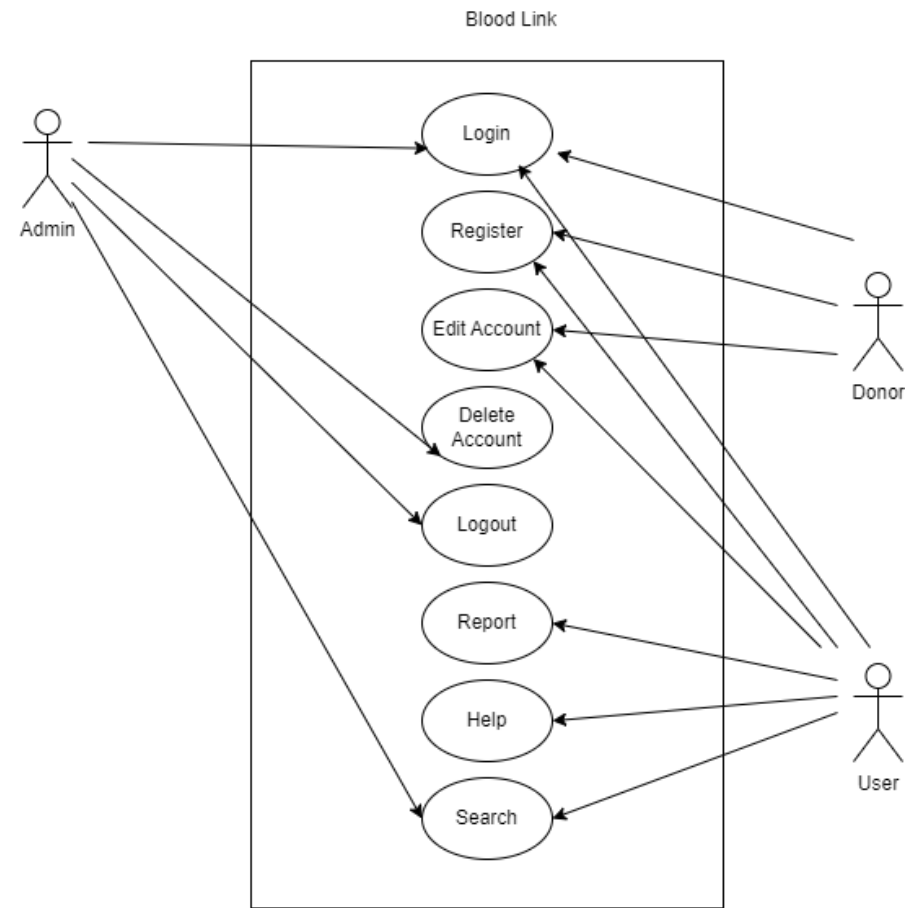 Blood Link
Login
Admin
Register
Edit Account
Donor
Delete
Account
Logout
Report
Help
User
Search